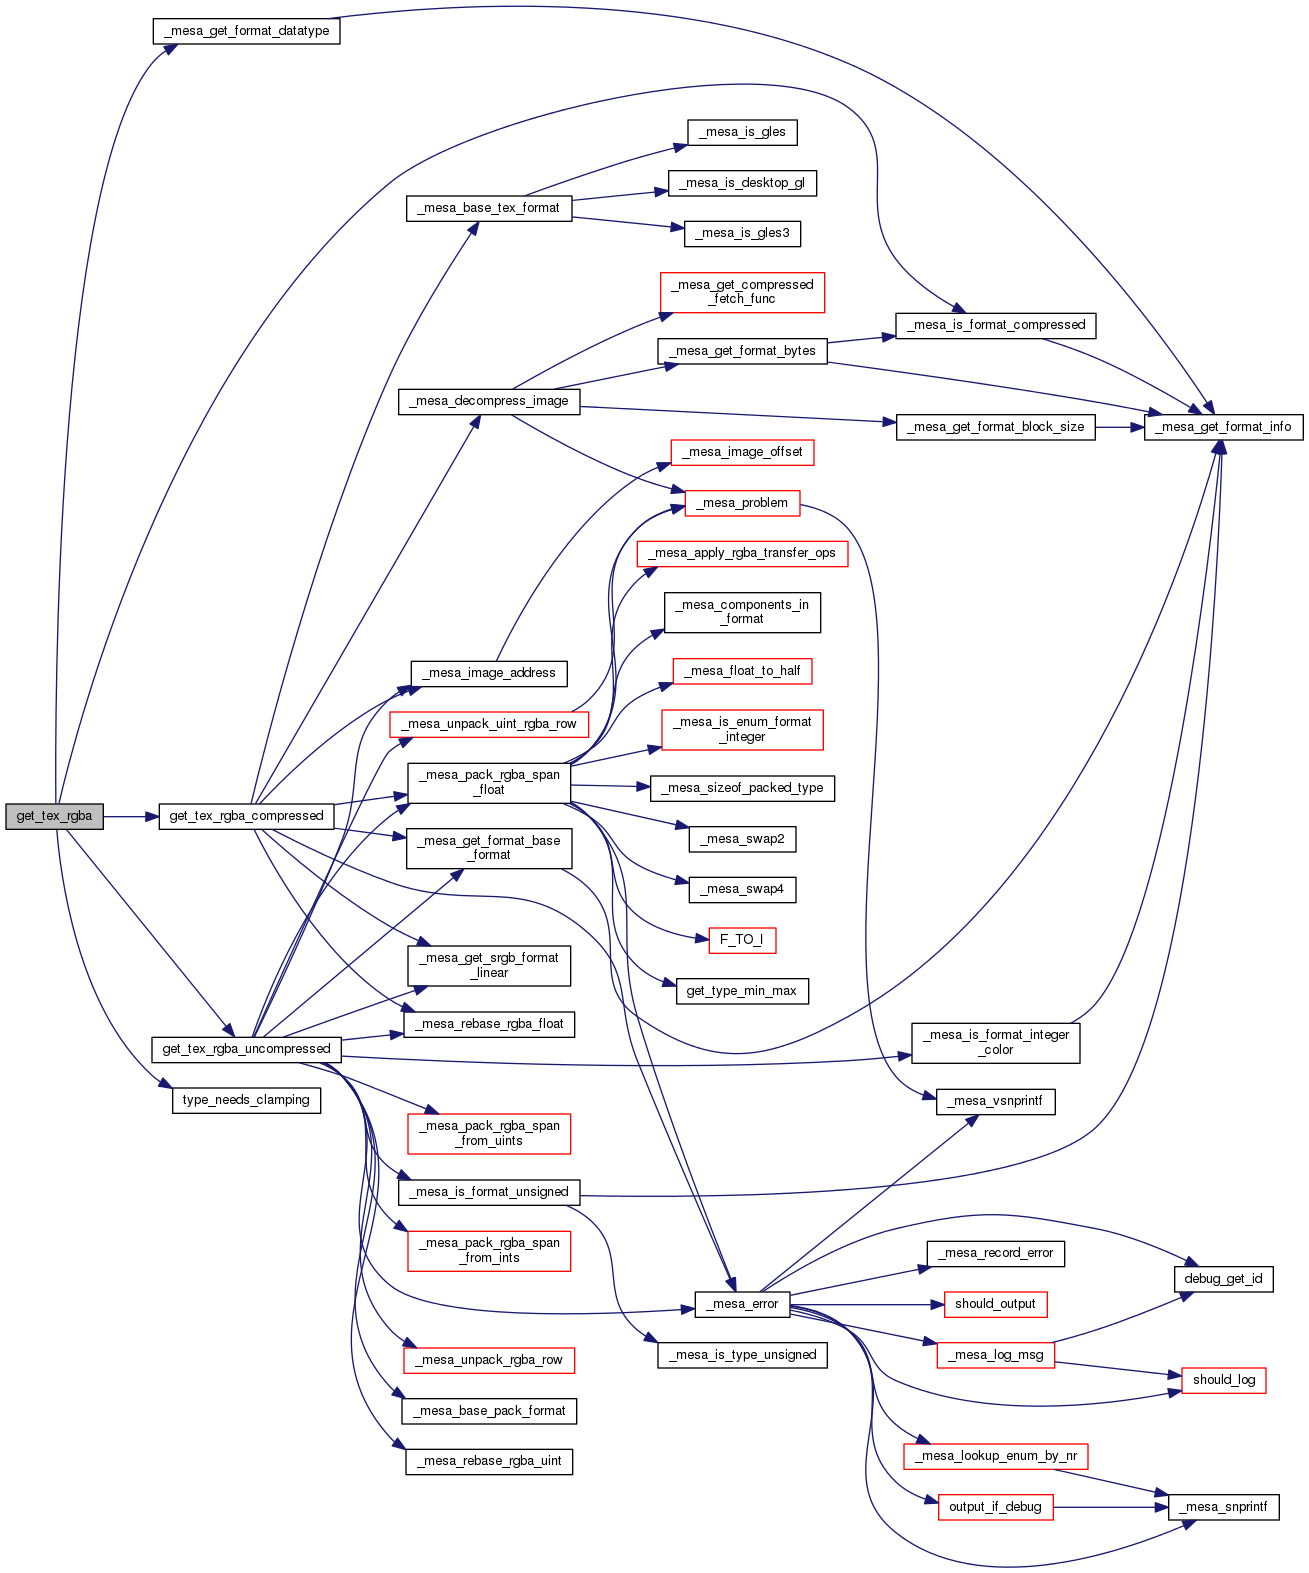 _mesa_get_format_datatype
_mesa_is_gles
_mesa_is_desktop_gl
_mesa_base_tex_format
_mesa_is_gles3
_mesa_get_compressed
_fetch_func
_mesa_is_format_compressed
_mesa_get_format_bytes
_mesa_decompress_image
_mesa_get_format_block_size
_mesa_get_format_info
_mesa_image_offset
_mesa_problem
_mesa_apply_rgba_transfer_ops
_mesa_components_in
_format
_mesa_image_address
_mesa_float_to_half
_mesa_unpack_uint_rgba_row
_mesa_is_enum_format
_integer
_mesa_pack_rgba_span
_float
_mesa_sizeof_packed_type
get_tex_rgba
get_tex_rgba_compressed
_mesa_get_format_base
_format
_mesa_swap2
_mesa_swap4
F_TO_I
_mesa_get_srgb_format
_linear
get_type_min_max
_mesa_rebase_rgba_float
get_tex_rgba_uncompressed
_mesa_is_format_integer
_color
type_needs_clamping
_mesa_vsnprintf
_mesa_pack_rgba_span
_from_uints
_mesa_is_format_unsigned
_mesa_pack_rgba_span
_from_ints
_mesa_record_error
debug_get_id
_mesa_error
should_output
_mesa_is_type_unsigned
_mesa_log_msg
_mesa_unpack_rgba_row
should_log
_mesa_base_pack_format
_mesa_lookup_enum_by_nr
_mesa_rebase_rgba_uint
output_if_debug
_mesa_snprintf